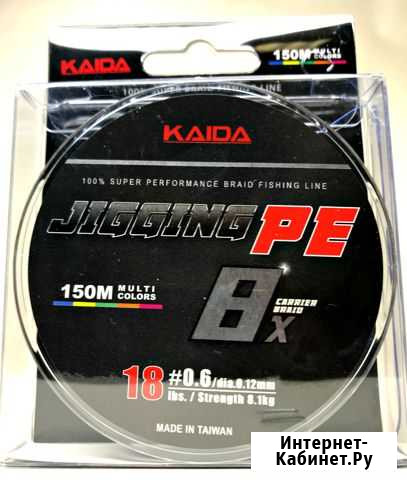 KAIDA
150M MULTI COLORS
100% SUPER PERFORMANCE BRAID FISHING LINE
KAIDA
100% SUPER PERFORMANCE BRAID FISHING LINE
JIGGING PE
150M MULTI COLORS
8X CARRIER BRAID
18 #0.6/dia.0.12mm
lbs./Strength 8.1kg
MADE IN TAIWAN
Интернет-
Кабинет.Ру